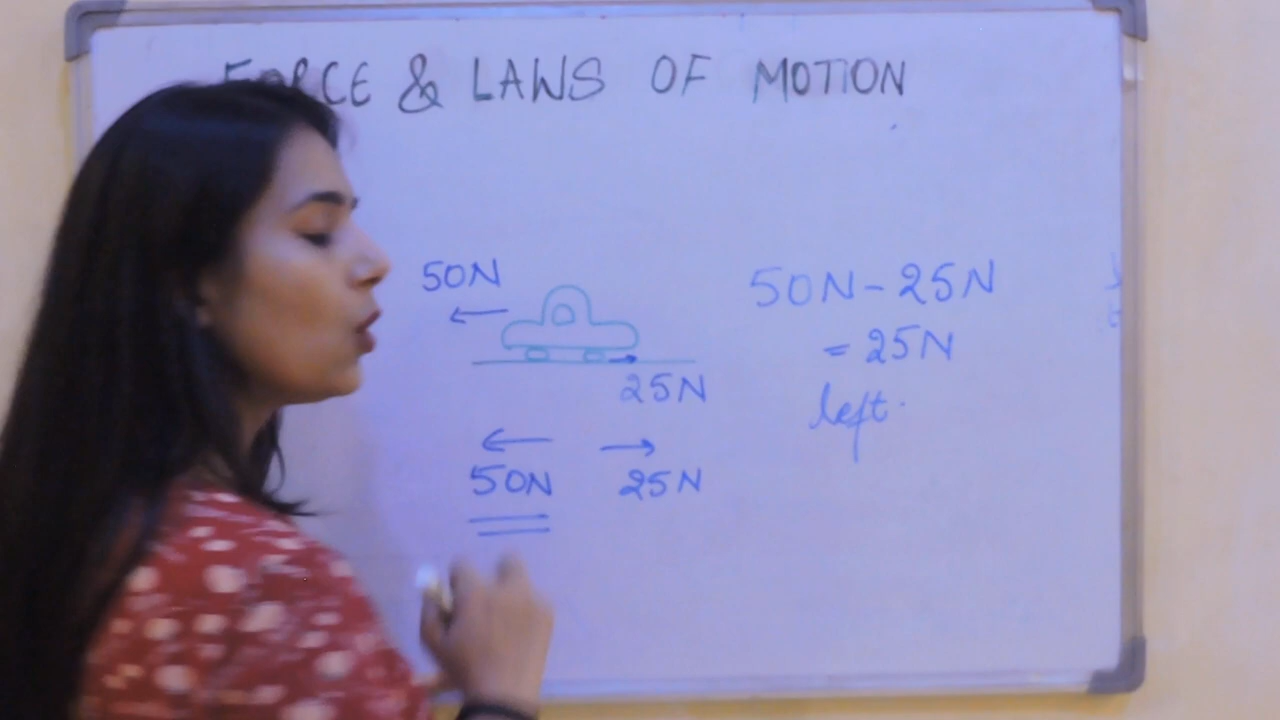 FORCE & LAWS OF MOTION
50N
25N
50N 25N
50N - 25N
= 25N
left.